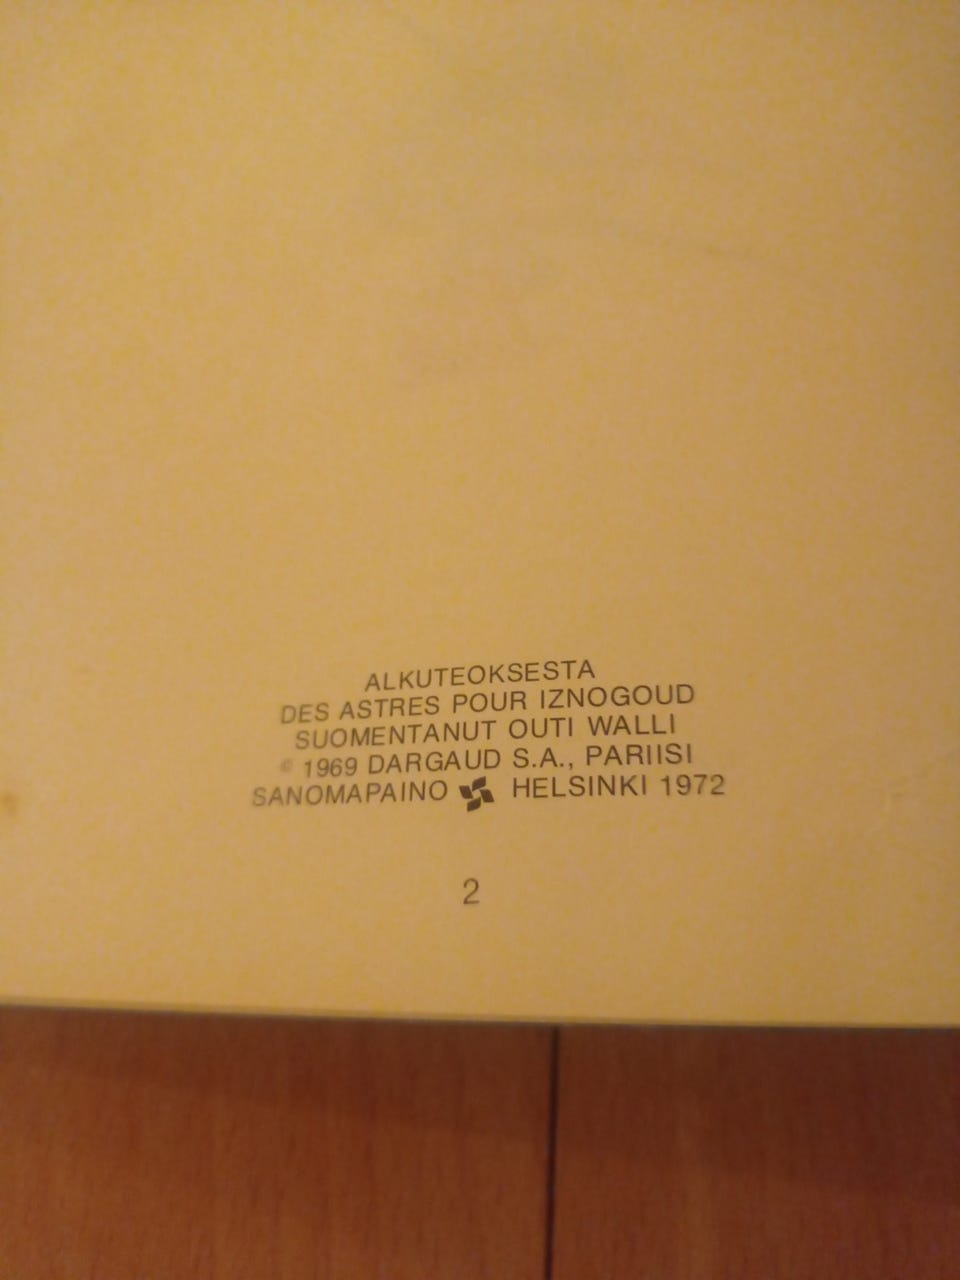 ALKUTEOKSESTA
DES ASTRES POUR IZNOGOUD
SUOMENTANUT OUTI WALLI
© 1969 DARGAUD S.A., PARIISI
SANOMAPAINO HELSINKI 1972
2